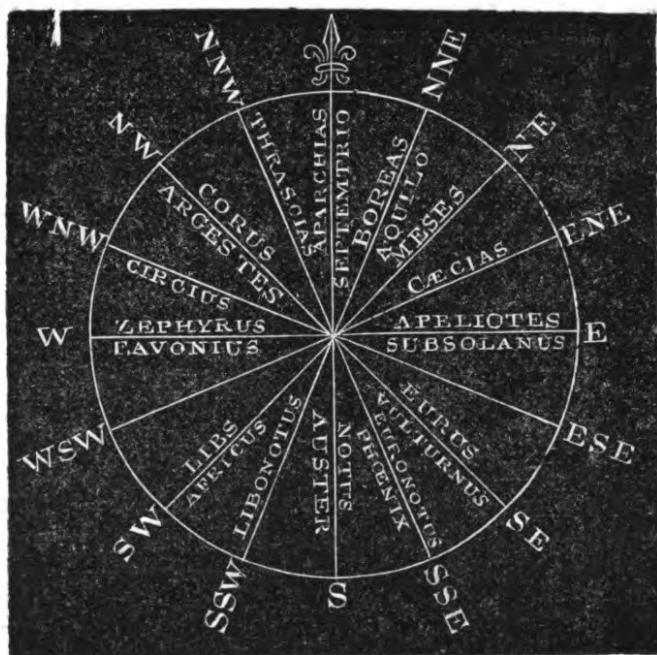 NNE
NE
ENE
E
ESE
SE
SSE
S
SSW
SW
WSW
W
WNW
NW
NNW
APARCHIAS
SEPTEMTRIO
BOREAS
AQUILO
MESES
CÆCIAS
APELIOTES
SUBSOLANUS
EURUS
VULTURNUS
EURONOTUS
PHŒNIX
NOTUS
AUSTER
LIBONOTUS
LIBS
AFRICUS
ZEPHYRUS
FAVONIUS
CIRCIUS
CORUS
ARGESTES
THRASCIAS